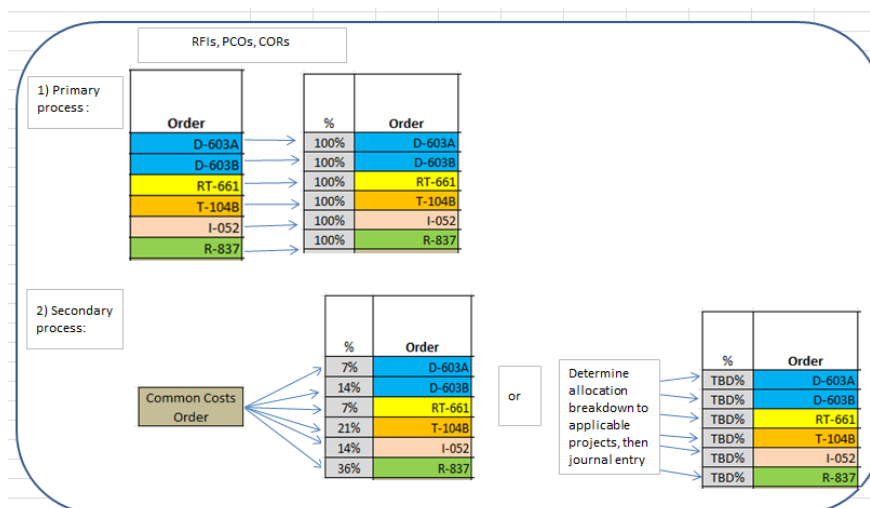 RFIs, PCOs, CORs
1) Primary
process :
Order
D-603A
D-603B
RT-661
T-104B
I-052
R-837
% Order
100% D-603A
100% D-603B
100% RT-661
100% T-104B
100% I-052
100% R-837
2) Secondary
process:
Common Costs
Order
% Order
7% D-603A
14% D-603B
7% RT-661
21% T-104B
14% I-052
36% R-837
or
Determine
allocation
breakdown to
applicable
projects, then
journal entry
% Order
TBD% D-603A
TBD% D-603B
TBD% RT-661
TBD% T-104B
TBD% I-052
TBD% R-837